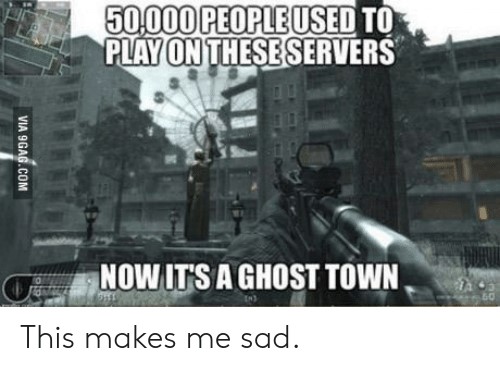 50,000 PEOPLE USED TO
PLAY ON THESE SERVERS
VIA 9GAG.COM
NOW IT'S A GHOST TOWN
This makes me sad.